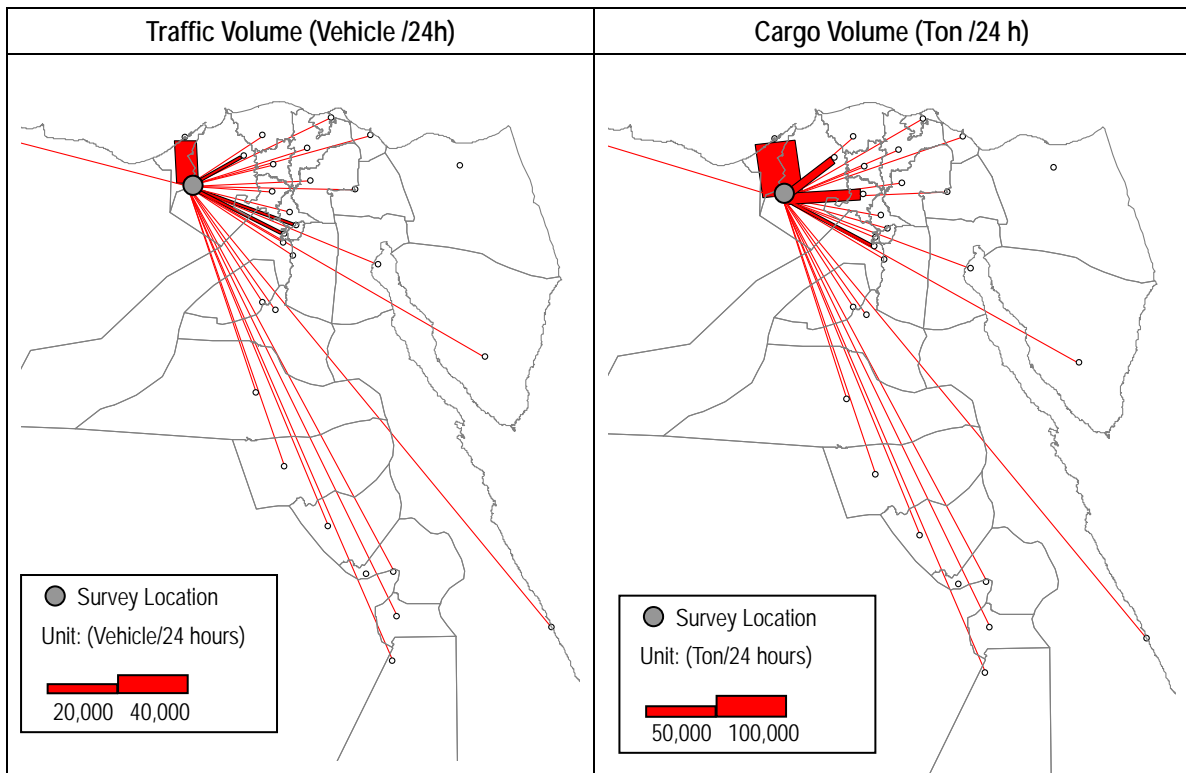 Traffic Volume (Vehicle /24h)
Cargo Volume (Ton /24 h)
Survey Location
Unit: (Vehicle/24 hours)
20,000 40,000
Survey Location
Unit: (Ton/24 hours)
50,000 100,000